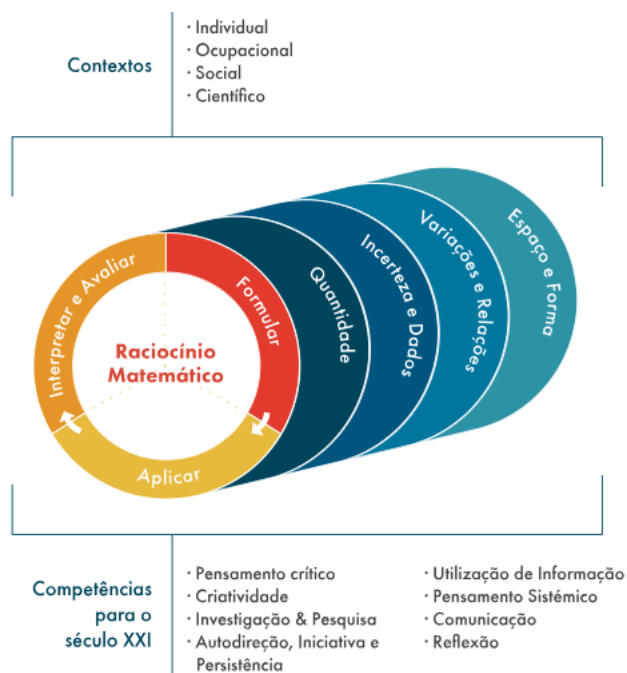 Contextos
· Individual
· Ocupacional
· Social
· Científico
Interpretar e Avaliar
Formular
Aplicar
Raciocínio
Matemático
Quantidade
Incerteza e Dados
Variações e Relações
Espaço e Forma
Competências
para o
século XXI
· Pensamento crítico
· Criatividade
· Investigação & Pesquisa
· Autodireção, Iniciativa e
Persistência
· Utilização de Informação
· Pensamento Sistémico
· Comunicação
· Reflexão